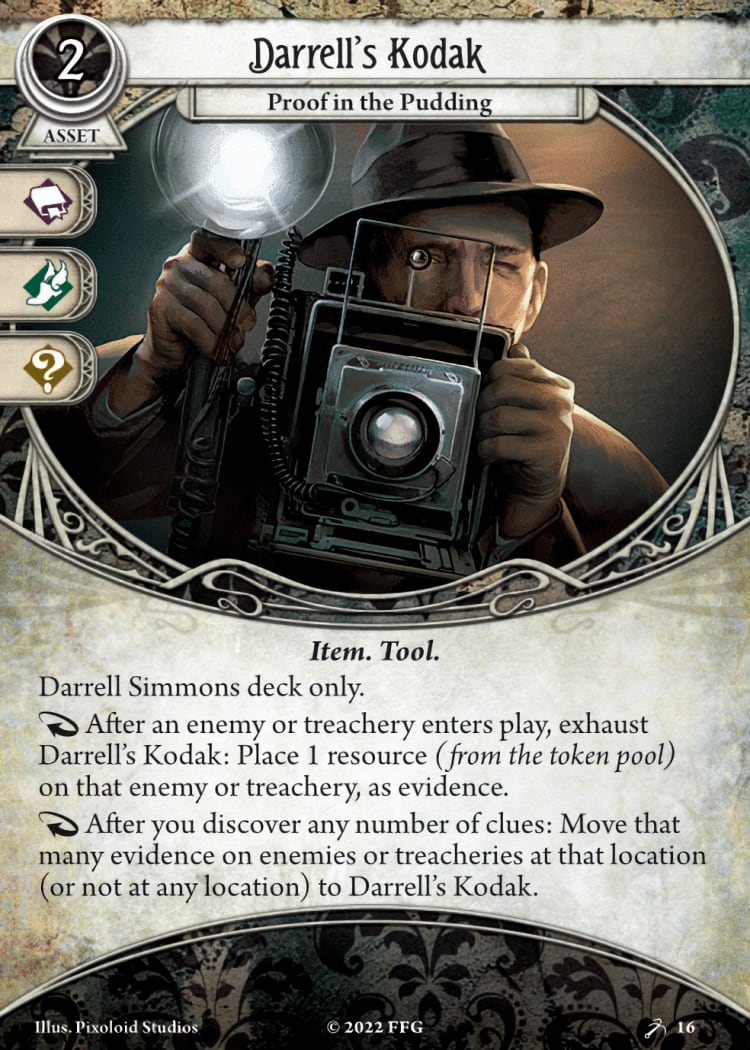 2
Darrell's Kodak
Proof in the Pudding
ASSET
?
Item. Tool.
Darrell Simmons deck only.
After an enemy or treachery enters play, exhaust
Darrell's Kodak: Place 1 resource (from the token pool)
on that enemy or treachery, as evidence.
After you discover any number of clues: Move that
many evidence on enemies or treacheries at that location
(or not at any location) to Darrell's Kodak.
Illus. Pixoloid Studios © 2022 FFG 16